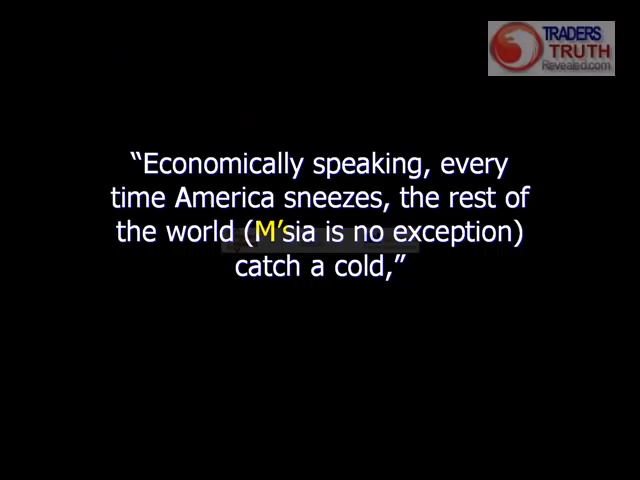 TRADERS
TRUTH
Revealed.com
“Economically speaking, every
time America sneezes, the rest of
the world (M’sia is no exception)
catch a cold,”